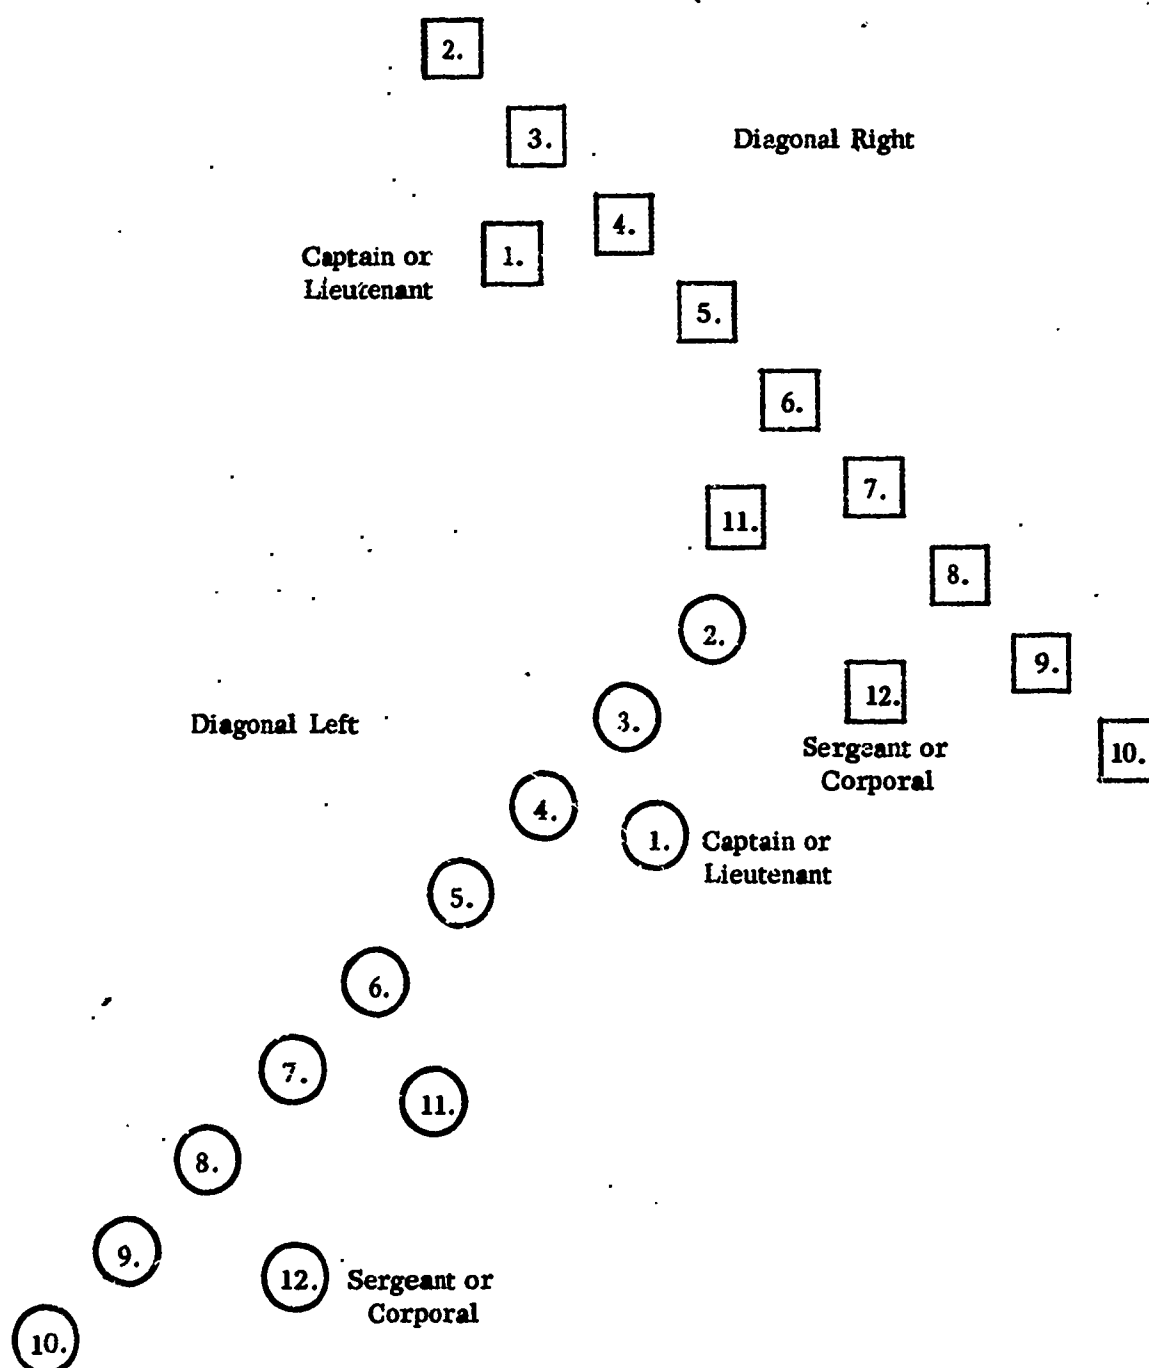 2.
3.
Diagonal Right
4.
Captain or
Lieutenant
1.
5.
6.
7.
11.
8.
2.
9.
12.
3.
Diagonal Left
Sergeant or
Corporal
10.
4.
1.
Captain or
Lieutenant
5.
6.
7.
11.
8.
9.
12.
Sergeant or
Corporal
10.